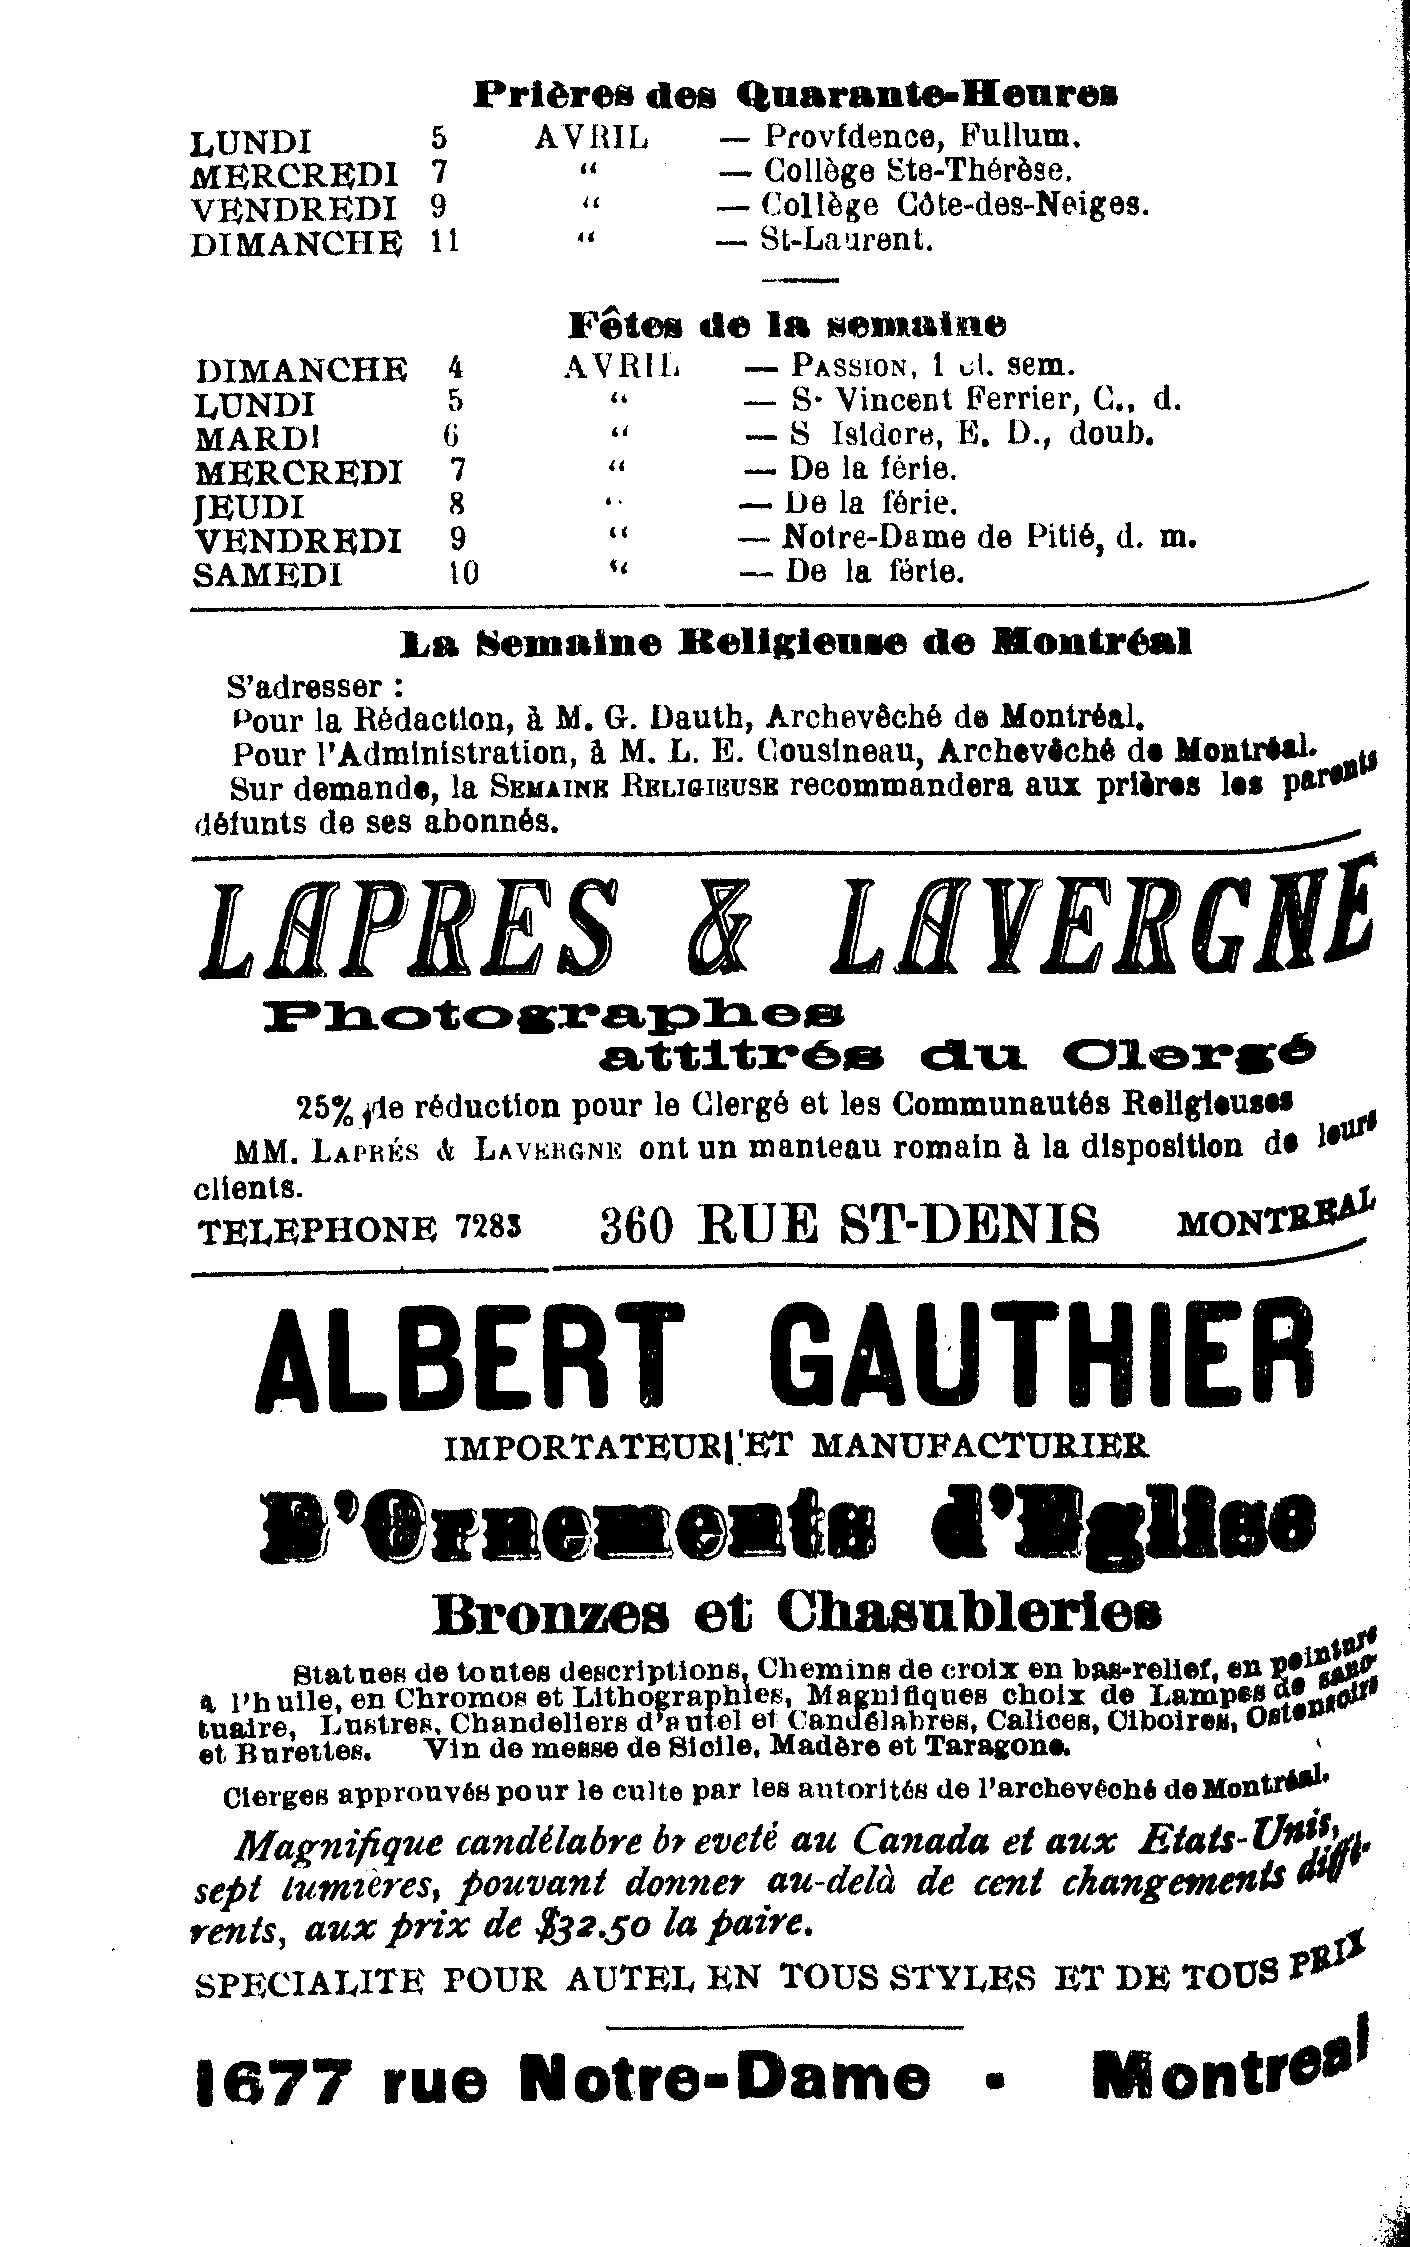 Prières des Quarante-Heures
LUNDI 5 AVRIL — Providence, Fullum.
MERCREDI 7 “ — Collège Ste-Thérèse.
VENDREDI 9 “ — Collège Côte-des-Neiges.
DIMANCHE 11 “ — St-Laurent.
Fêtes de la semaine
DIMANCHE 4 AVRIL — PASSION, 1 cl. sem.
LUNDI 5 “ — S. Vincent Ferrier, C., d.
MARDI 6 “ — S Isidore, E. D., doub.
MERCREDI 7 “ — De la férie.
JEUDI 8 “ — De la férie.
VENDREDI 9 “ — Notre-Dame de Pitié, d. m.
SAMEDI 10 “ — De la férie.
La Semaine Religieuse de Montréal
S'adresser :
Pour la Rédaction, à M. G. Dauth, Archevêché de Montréal.
Pour l'Administration, à M. L. E. Cousineau, Archevêché de Montréal.
Sur demande, la SEMAINE RELIGIEUSE recommandera aux prières les parents
défunts de ses abonnés.
LAPRES & LAVERGNE
Photographes
attitrés du Clergé
25% de réduction pour le Clergé et les Communautés Religieuses
MM. LAPRÉS & LAVERGNE ont un manteau romain à la disposition de leurs
clients.
TELEPHONE 7283 360 RUE ST-DENIS MONTREAL
ALBERT GAUTHIER
IMPORTATEUR ET MANUFACTURIER
D'Ornements d'Eglise
Bronzes et Chasubleries
Statues de toutes descriptions, Chemins de croix en bas-relief, en peinture
à l'huile, en Chromos et Lithographies, Magnifiques choix de Lampes de sanc-
tuaire, Lustres, Chandeliers d'autel et Candélabres, Calices, Ciboires, Ostensoirs
et Burettes. Vin de messe de Sicile, Madère et Taragone.
Cierges approuvés pour le culte par les autorités de l'archevêché de Montréal.
Magnifique candélabre breveté au Canada et aux Etats-Unis,
sept lumières, pouvant donner au-delà de cent changements diffé-
rents, aux prix de $32.50 la paire.
SPECIALITE POUR AUTEL EN TOUS STYLES ET DE TOUS PRIX
1677 rue Notre-Dame - Montreal